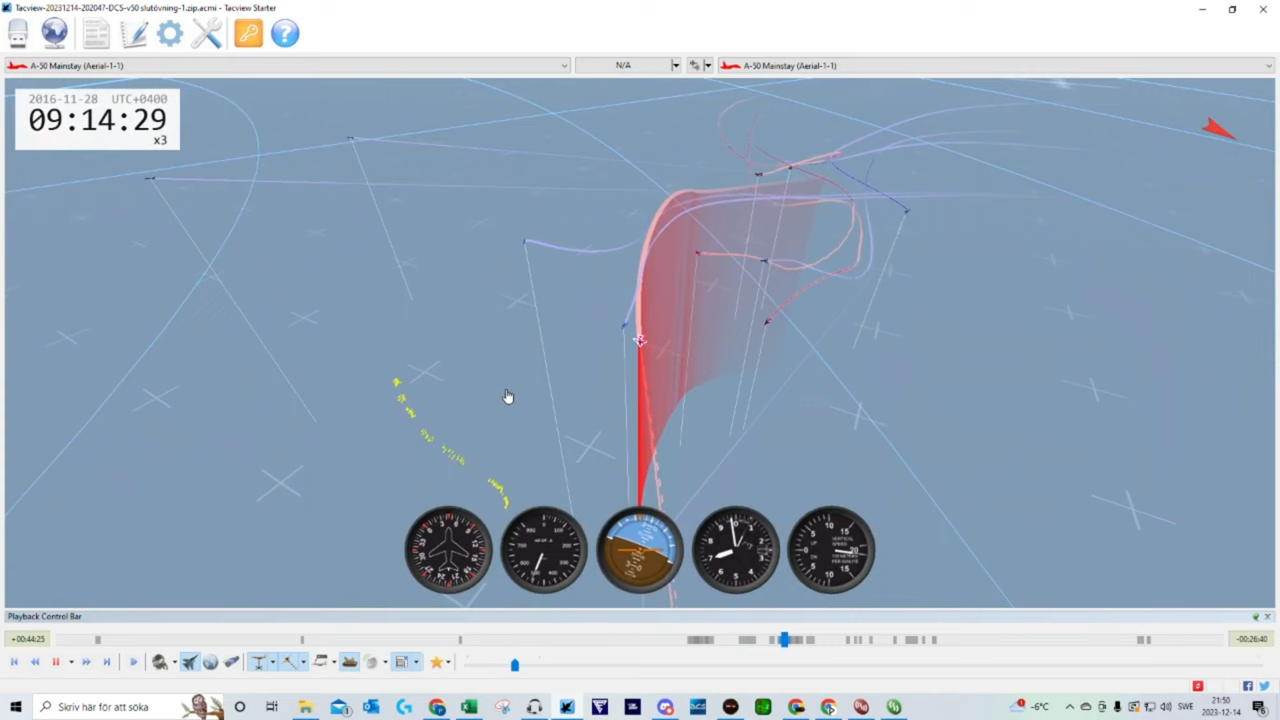 Tacview-20231214-202047-DCS-v50 slutövning-1.zip.acmi - Tacview Starter
A-50 Mainstay (Aerial-1-1)
N/A
A-50 Mainstay (Aerial-1-1)
2016-11-28 UTC+0400
09:14:29
x3
Playback Control Bar
+00:44:25
-00:26:40
Skriv här för att söka
-6°C
SWE
21:50
2023-12-14